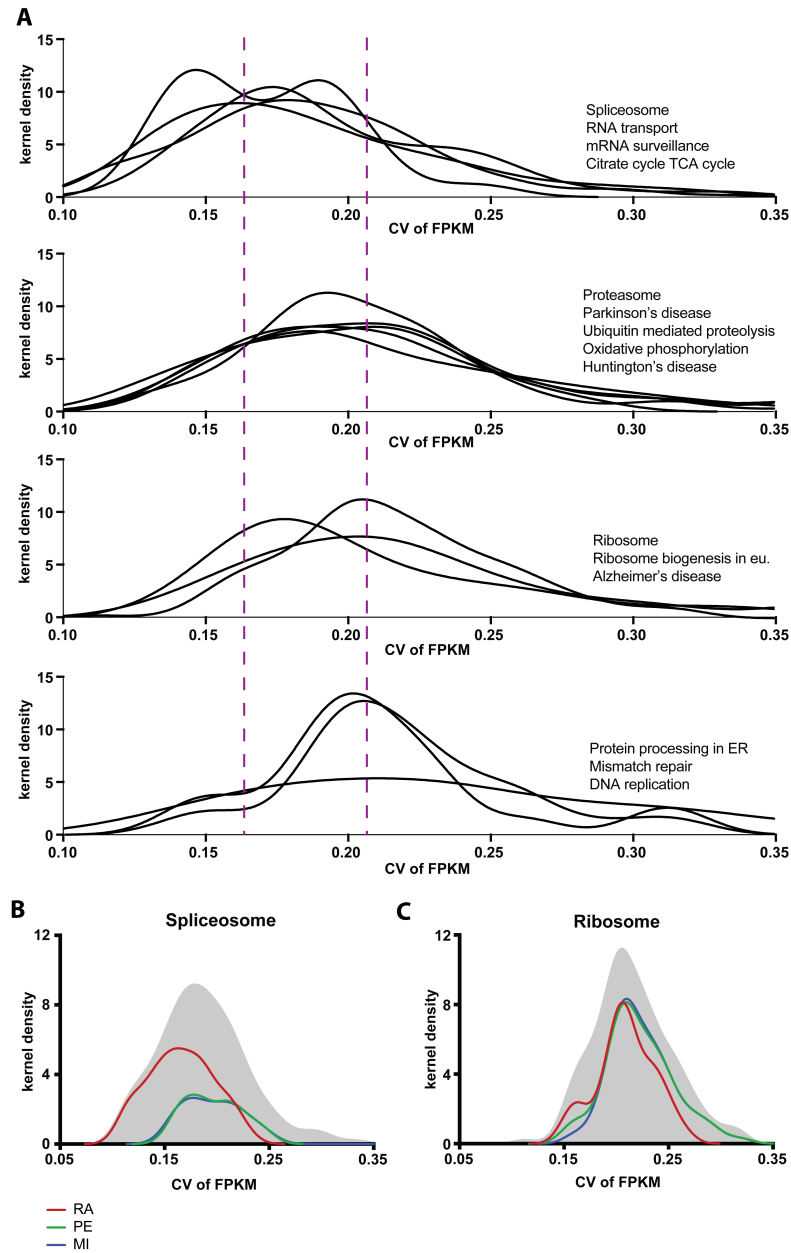 A
15
10
5
0
kernel density
0.10 0.15 0.20 0.25 0.30 0.35
CV of FPKM
Spliceosome
RNA transport
mRNA surveillance
Citrate cycle TCA cycle
15
10
5
0
kernel density
0.10 0.15 0.20 0.25 0.30 0.35
CV of FPKM
Proteasome
Parkinson's disease
Ubiquitin mediated proteolysis
Oxidative phosphorylation
Huntington's disease
15
10
5
0
kernel density
0.10 0.15 0.20 0.25 0.30 0.35
CV of FPKM
Ribosome
Ribosome biogenesis in eu.
Alzheimer's disease
15
10
5
0
kernel density
0.10 0.15 0.20 0.25 0.30 0.35
CV of FPKM
Protein processing in ER
Mismatch repair
DNA replication
B
Spliceosome
12
8
4
0
kernel density
0.05 0.15 0.25 0.35
CV of FPKM
C
Ribosome
12
8
4
0
kernel density
0.05 0.15 0.25 0.35
CV of FPKM
RA
PE
MI